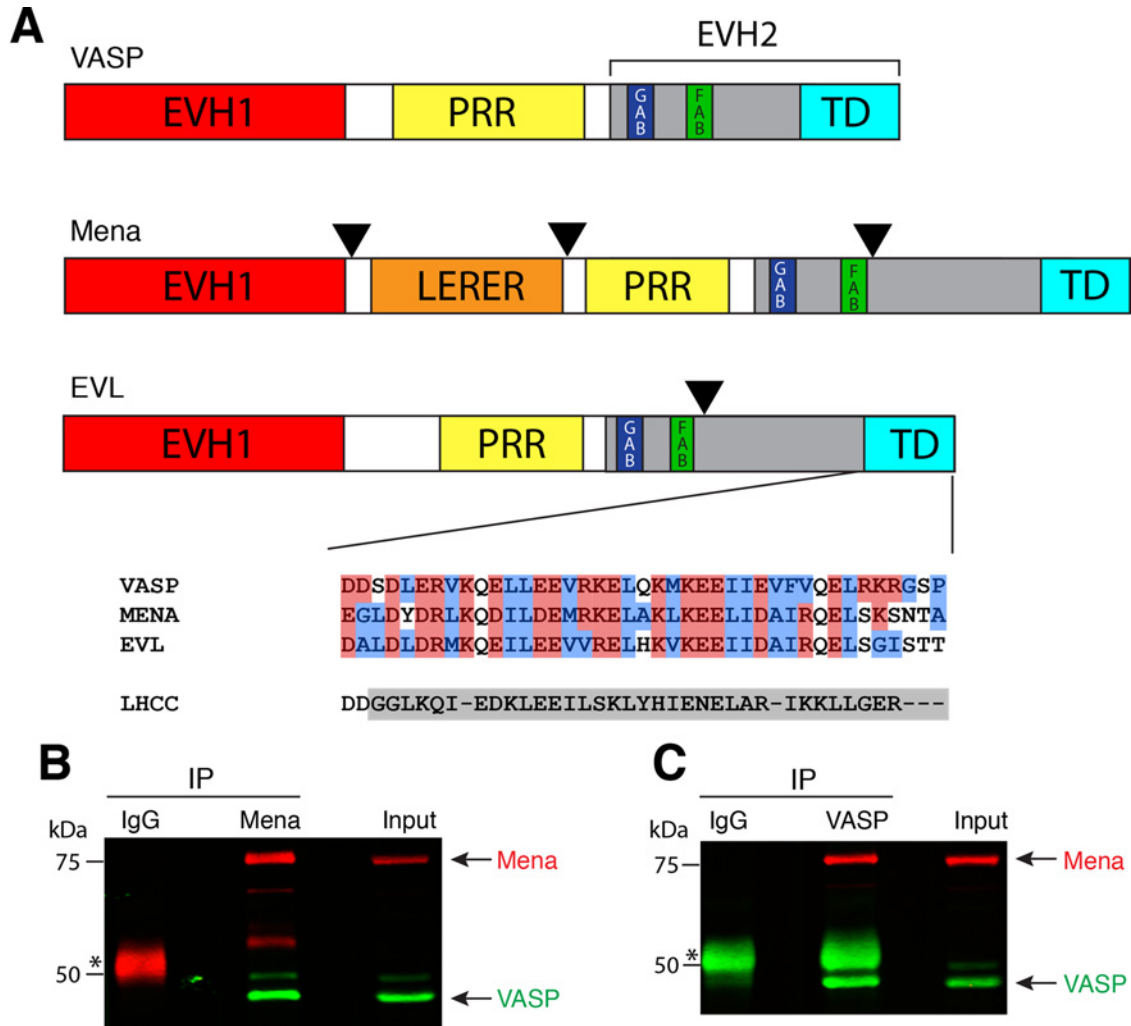 A
VASP
EVH2
EVH1
PRR
GAB
FAB
TD
Mena
EVH1
LERER
PRR
GAB
FAB
TD
EVL
EVH1
PRR
GAB
FAB
TD
VASP DDSDLERVKQELLEEVRKELQKMKEEIIEVFVQELRKRGSP
MENA EGLDYDRLKQDILDEMRKELAKLKEELIDAIRQELSKSNTA
EVL DALDLDRMKQEILEEVVRELHKVKEEIIDAIRQELSGISTT
LHCC DDGGLKQI-EDKLEEILSKLYHIENELAR-IKKLLGER---
B
IP
kDa IgG Mena Input
75
Mena
*
50
VASP
C
IP
kDa IgG VASP Input
75
Mena
*
50
VASP